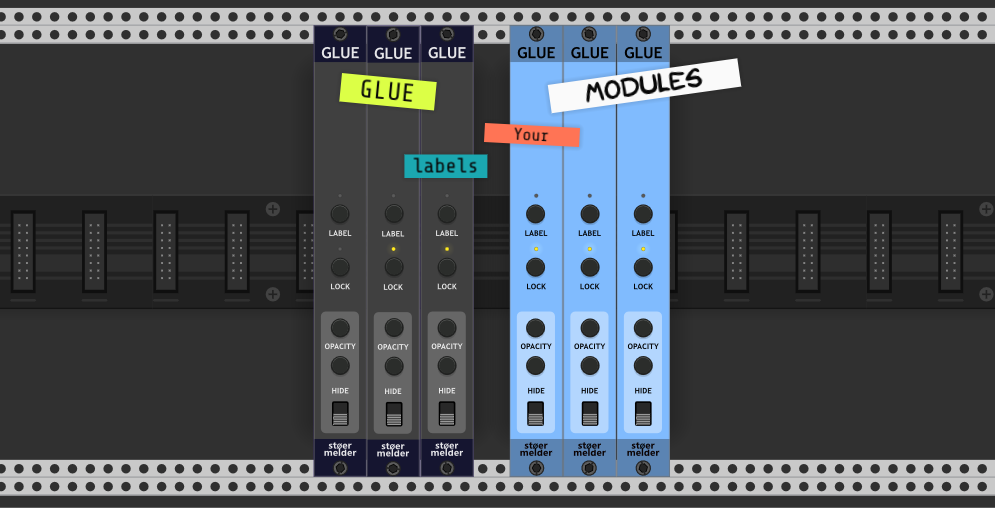 GLUE GLUE GLUE GLUE GLUE GLUE
GLUE
MODULES
Your
labels
LABEL LABEL LABEL LABEL LABEL LABEL
LOCK LOCK LOCK LOCK LOCK LOCK
OPACITY OPACITY OPACITY OPACITY OPACITY OPACITY
HIDE HIDE HIDE HIDE HIDE HIDE
støer støer støer støer støer støer
melder melder melder melder melder melder